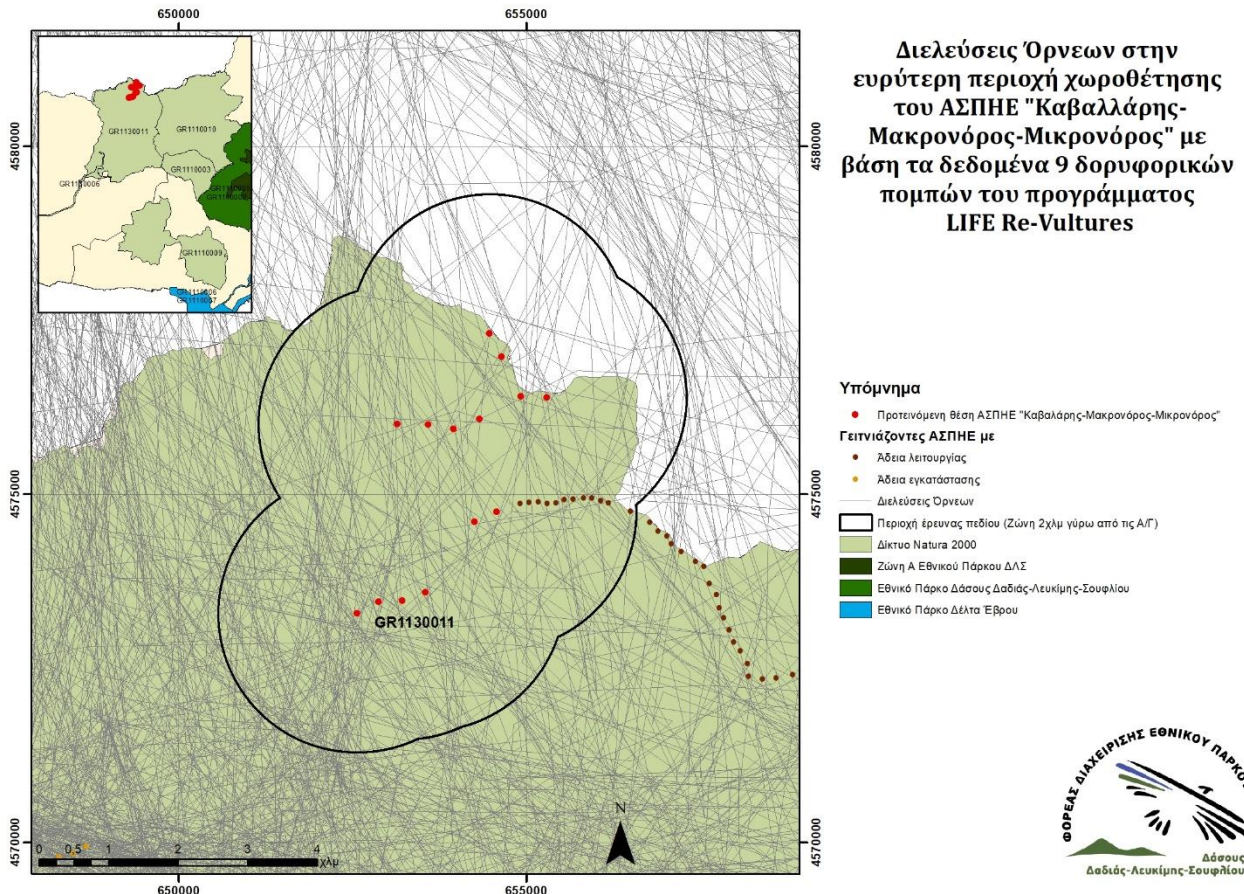 650000
655000
Διελεύσεις Όρνεων στην
ευρύτερη περιοχή χωροθέτησης
του ΑΣΠΗΕ "Καβαλλάρης-
Μακρονόρος-Μικρονόρος" με
βάση τα δεδομένα 9 δορυφορικών
πομπών του προγράμματος
LIFE Re-Vultures
GR1130011
GR1110010
GR1110003
GR1130006
GR1110009
4580000
4580000
Υπόμνημα
Προτεινόμενη θέση ΑΣΠΗΕ "Καβαλάρης-Μακρονόρος-Μικρονόρος"
Γειτνιάζοντες ΑΣΠΗΕ με
Άδεια λειτουργίας
Άδεια εγκατάστασης
Διελεύσεις Όρνεων
Περιοχή έρευνας πεδίου (Ζώνη 2χλμ γύρω από τις Α/Γ)
Δίκτυο Natura 2000
Ζώνη Α Εθνικού Πάρκου ΔΛΣ
Εθνικό Πάρκο Δάσους Δαδιάς-Λευκίμης-Σουφλίου
Εθνικό Πάρκο Δέλτα Έβρου
4575000
4575000
GR1130011
N
4570000
4570000
0 0,5 1 2 3 4
χλμ
650000
655000
ΦΟΡΕΑΣ ΔΙΑΧΕΙΡΙΣΗΣ ΕΘΝΙΚΟΥ ΠΑΡΚΟΥ
Δάσους
Δαδιάς-Λευκίμης-Σουφλίου